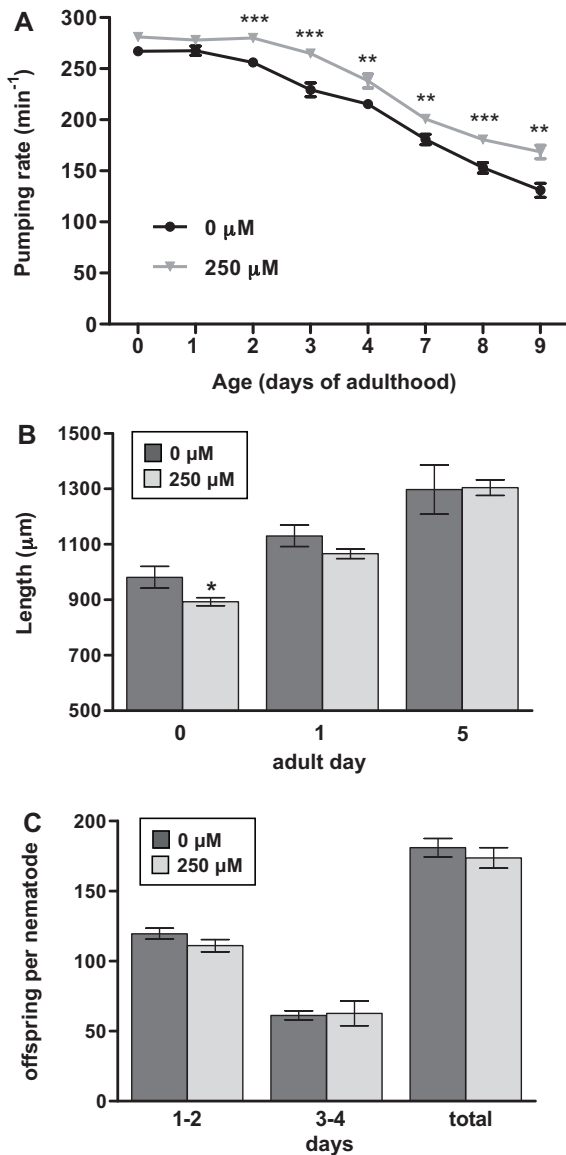 A
300
250
200
150
100
50
0
Pumping rate (min⁻¹)
*** *** ** ** *** **
0 µM
250 µM
0 1 2 3 4 7 8 9
Age (days of adulthood)
B
1500
1300
1100
900
700
500
Length (µm)
0 µM
250 µM
*
0 1 5
adult day
C
200
150
100
50
0
offspring per nematode
0 µM
250 µM
1-2 3-4 total
days